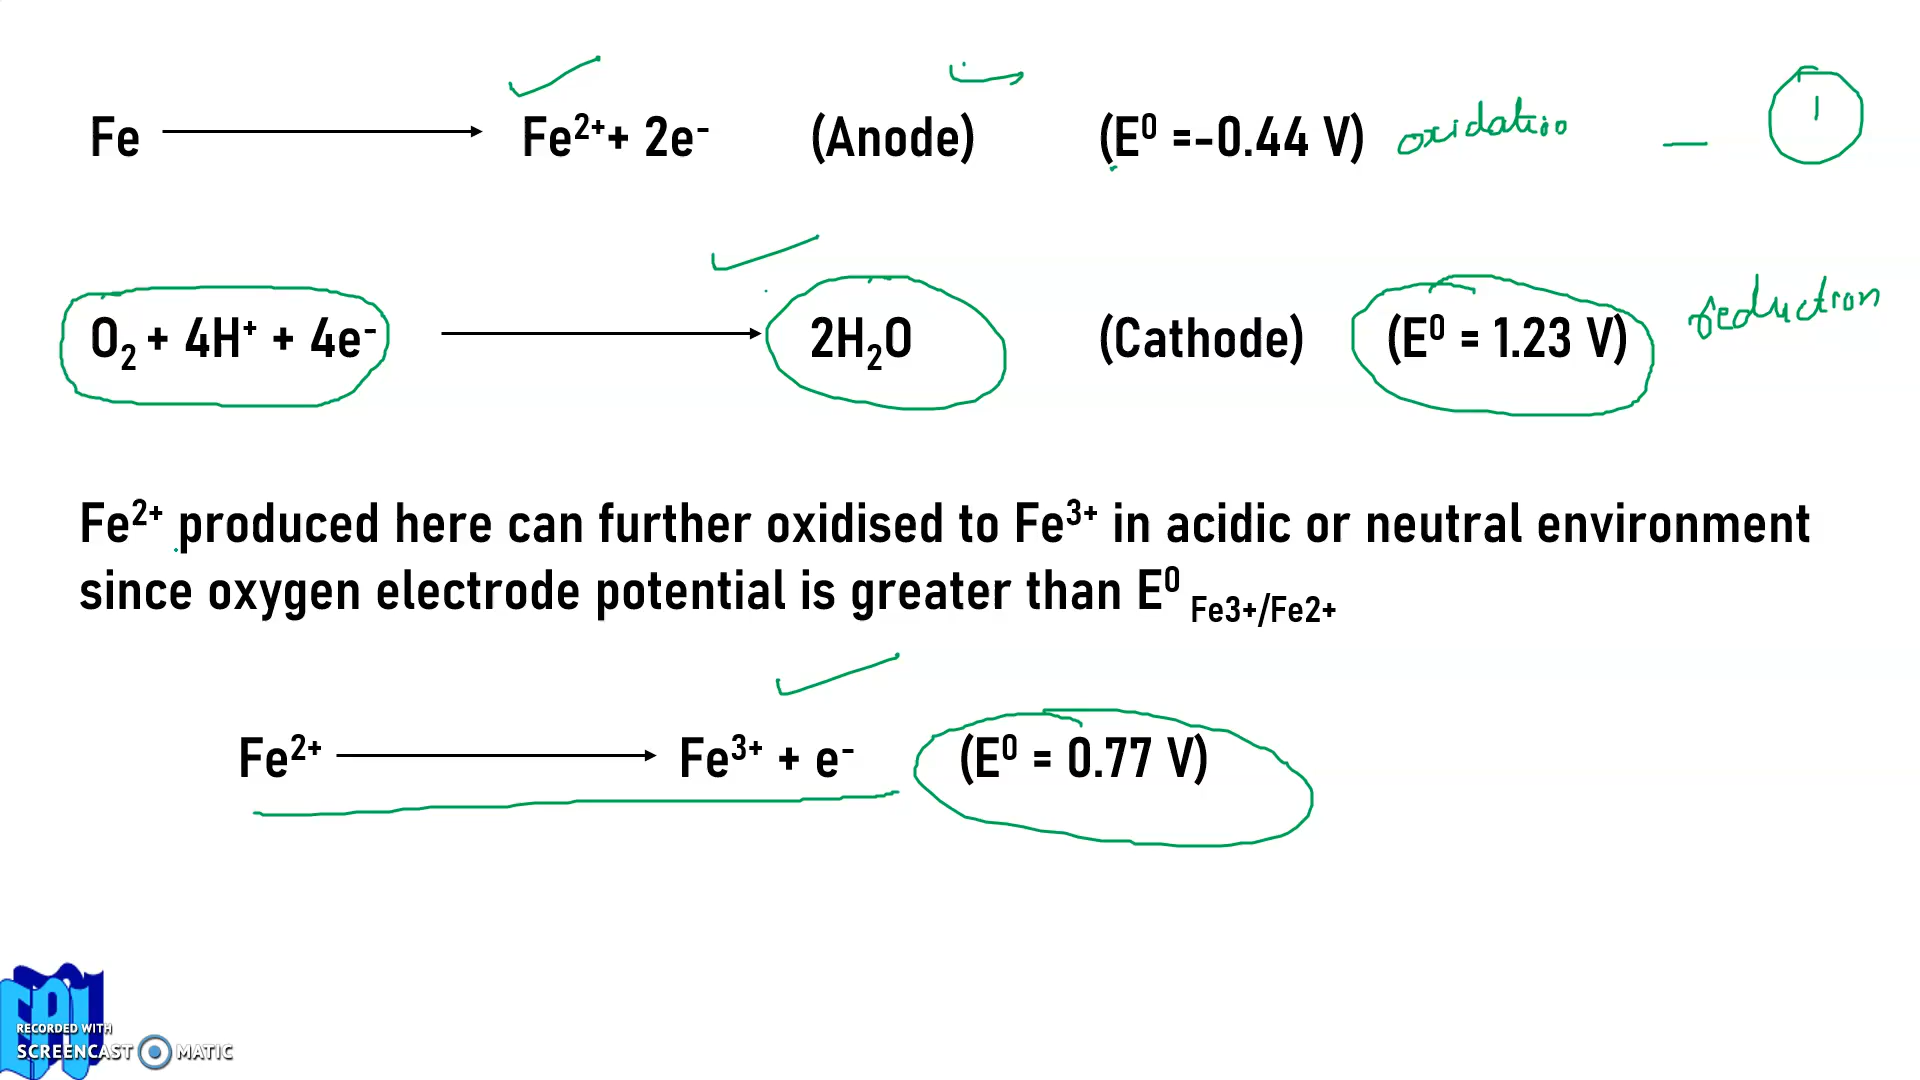 Fe ⟶ Fe²⁺+ 2e⁻ (Anode) (E⁰ =-0.44 V) oxidation — 1
O₂ + 4H⁺ + 4e⁻ ⟶ 2H₂O (Cathode) (E⁰ = 1.23 V) reduction
Fe²⁺ produced here can further oxidised to Fe³⁺ in acidic or neutral environment
since oxygen electrode potential is greater than E⁰ Fe3+/Fe2+
Fe²⁺ ⟶ Fe³⁺ + e⁻ (E⁰ = 0.77 V)
RECORDED WITH
SCREENCAST MATIC